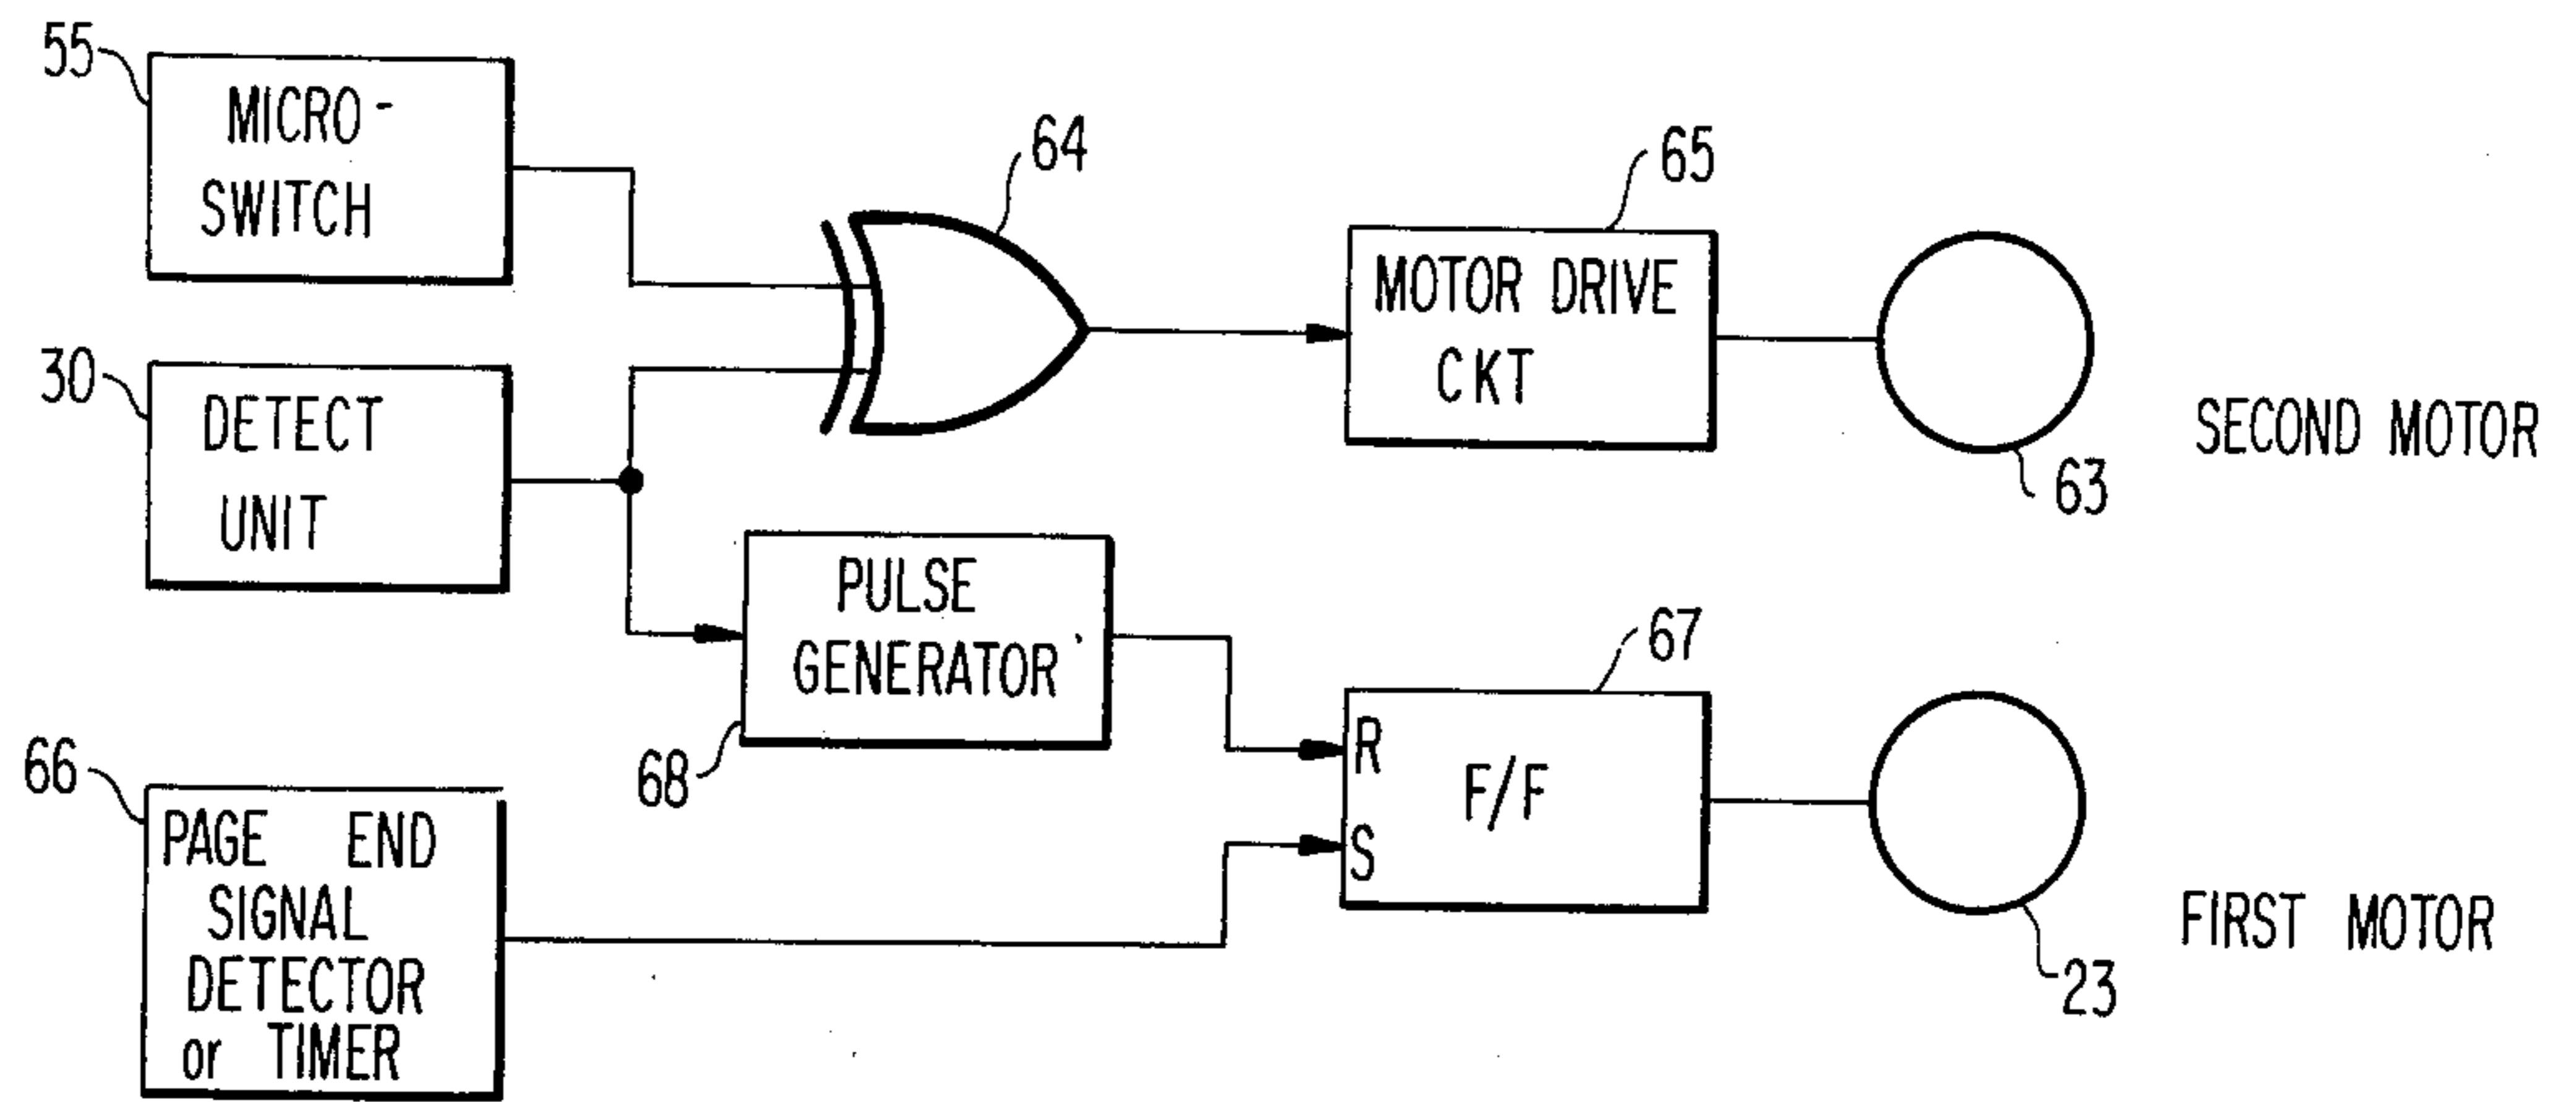 55
MICRO-
SWITCH
64
65
MOTOR DRIVE
CKT
SECOND MOTOR
63
30
DETECT
UNIT
PULSE
GENERATOR
68
67
R
F/F
S
66
PAGE END
SIGNAL
DETECTOR
or TIMER
FIRST MOTOR
23